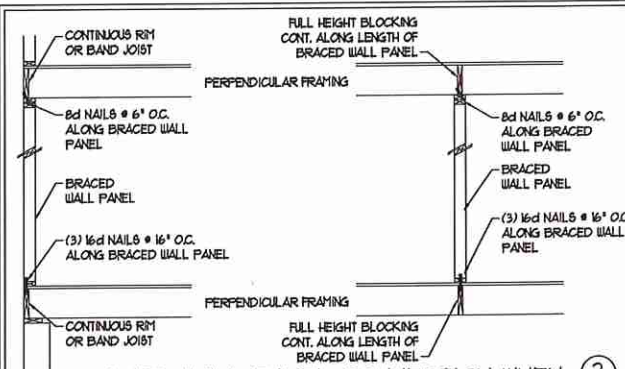 CONTINUOUS RIM
OR BAND JOIST
FULL HEIGHT BLOCKING
CONT. ALONG LENGTH OF
BRACED WALL PANEL
PERPENDICULAR FRAMING
8d NAILS @ 6" O.C.
ALONG BRACED WALL
PANEL
8d NAILS @ 6" O.C.
ALONG BRACED
WALL PANEL
BRACED
WALL PANEL
BRACED
WALL PANEL
(3) 16d NAILS @ 16" O.C.
ALONG BRACED WALL PANEL
(3) 16d NAILS @ 16" O.C.
ALONG BRACED WALL
PANEL
PERPENDICULAR FRAMING
CONTINUOUS RIM
OR BAND JOIST
FULL HEIGHT BLOCKING
CONT. ALONG LENGTH OF
BRACED WALL PANEL